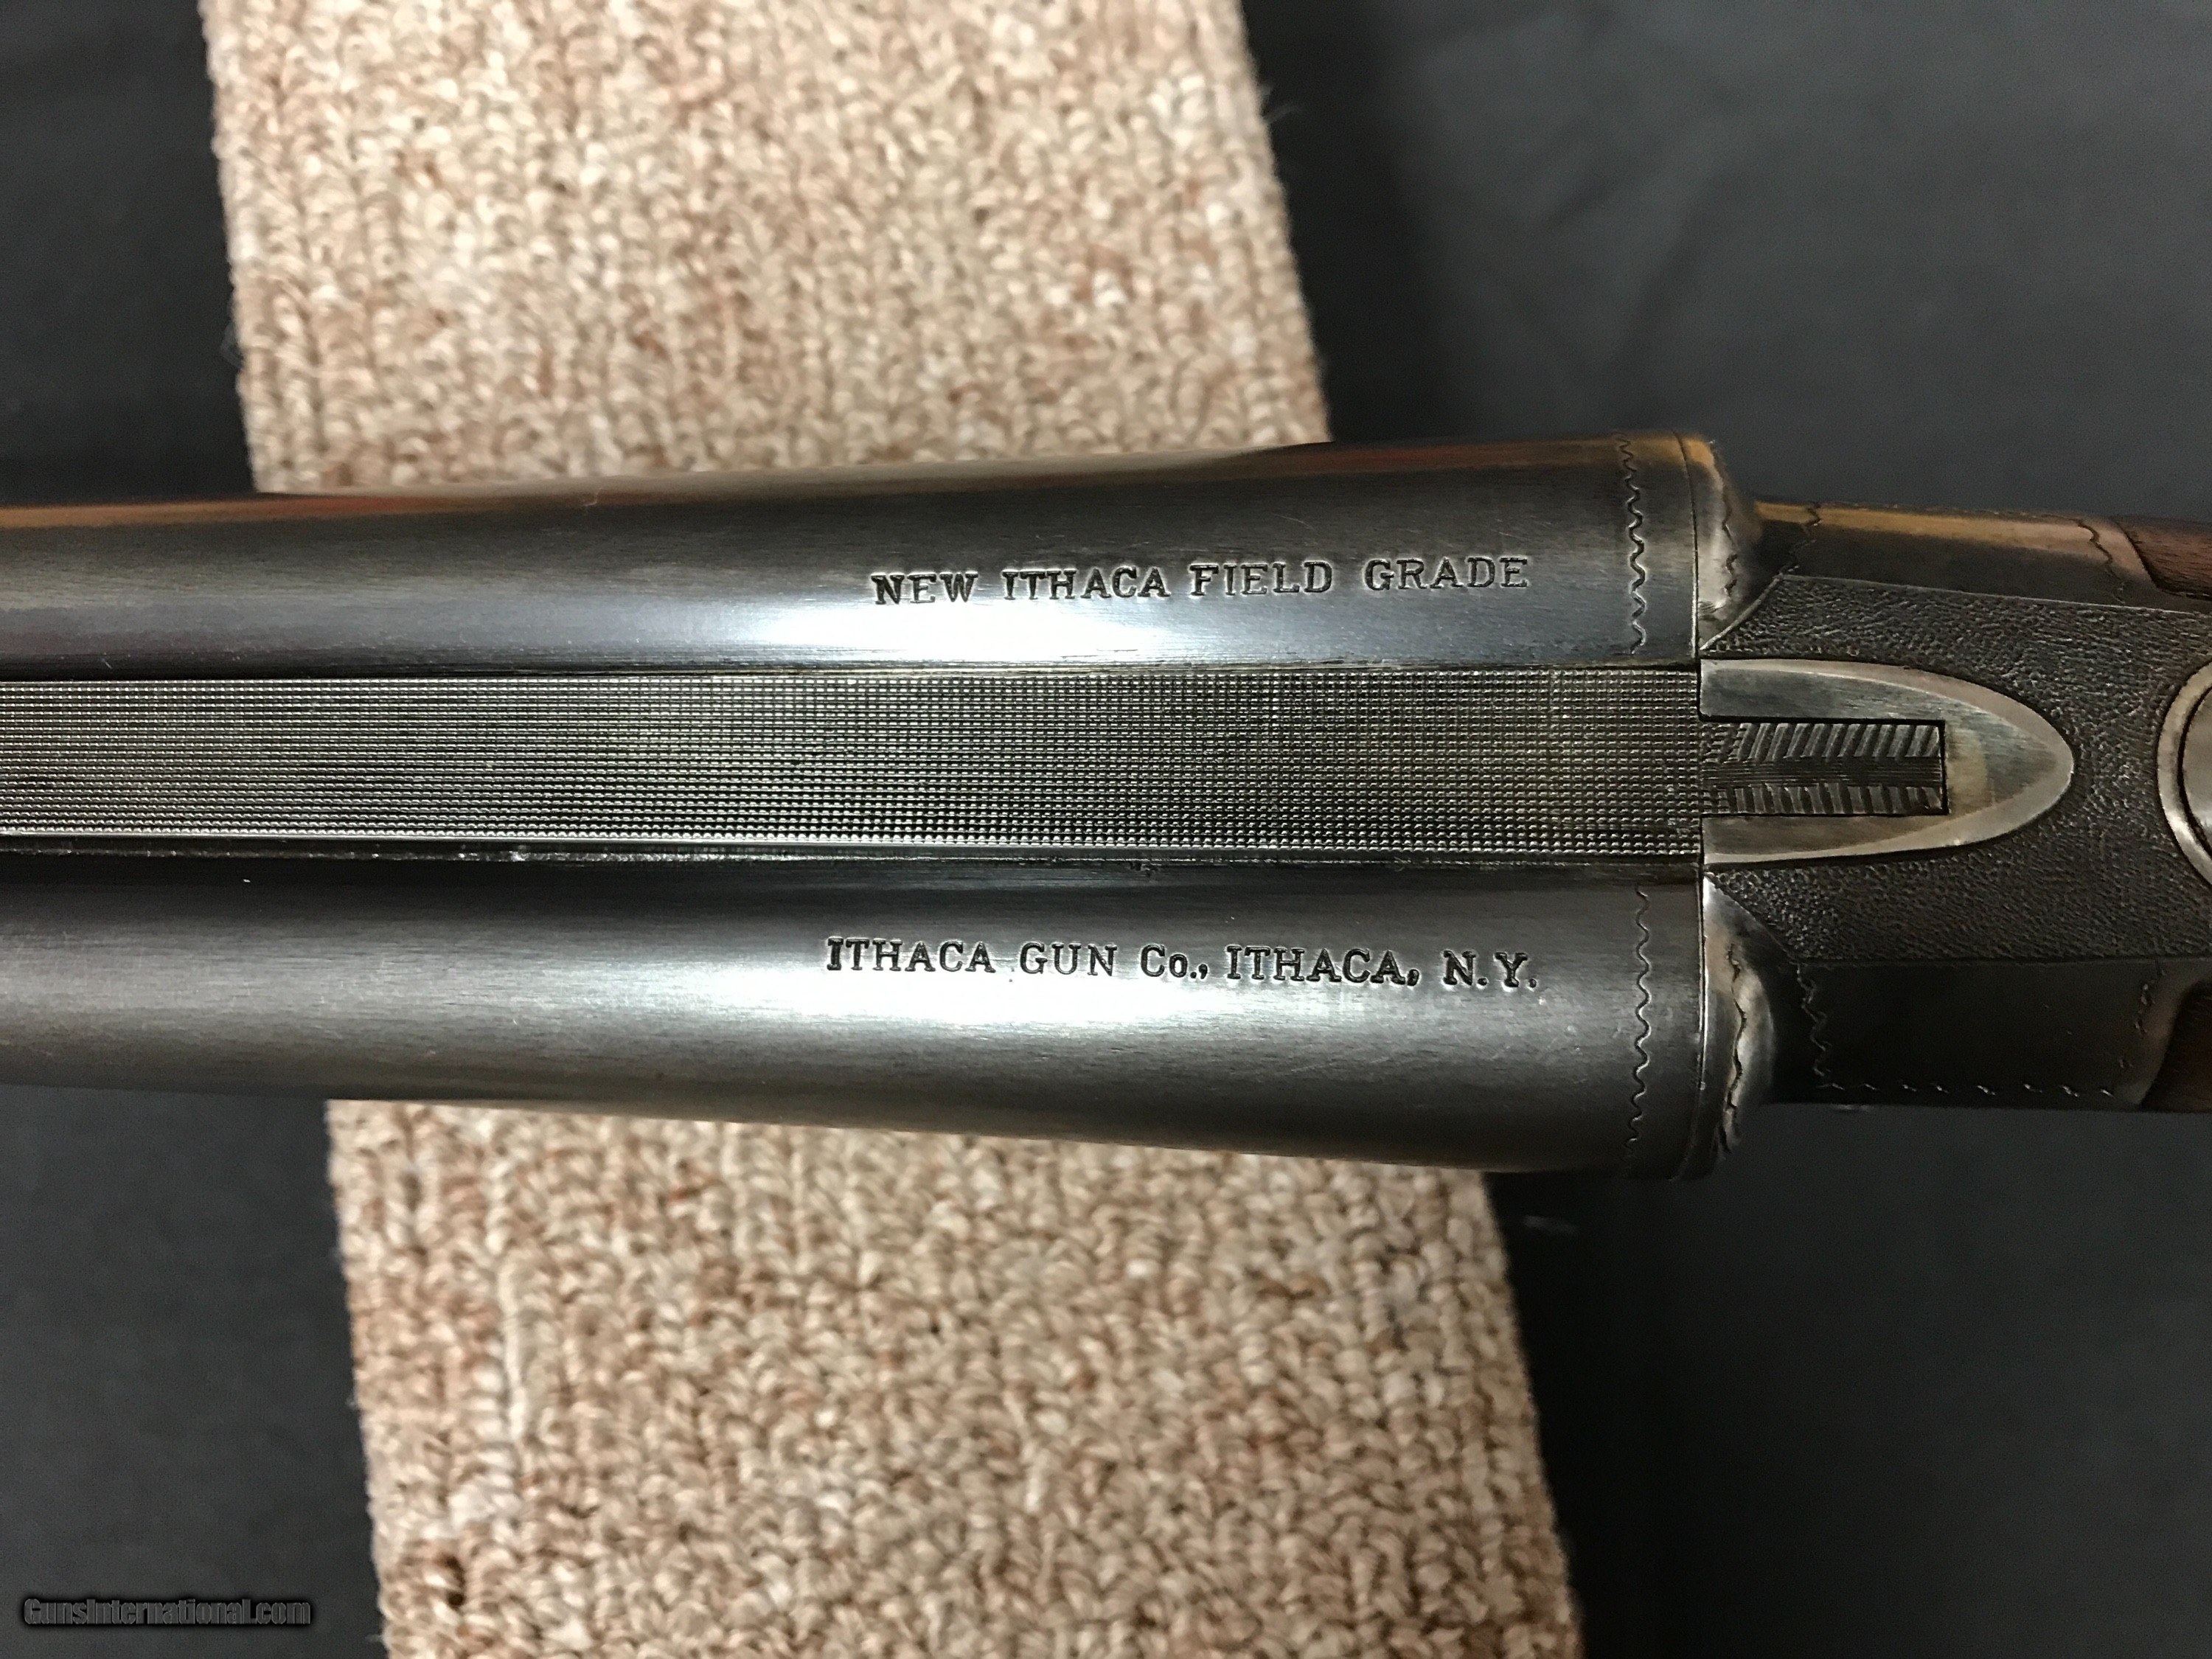 NEW ITHACA FIELD GRADE
ITHACA GUN Co., ITHACA, N.Y.
GunsInternational.com